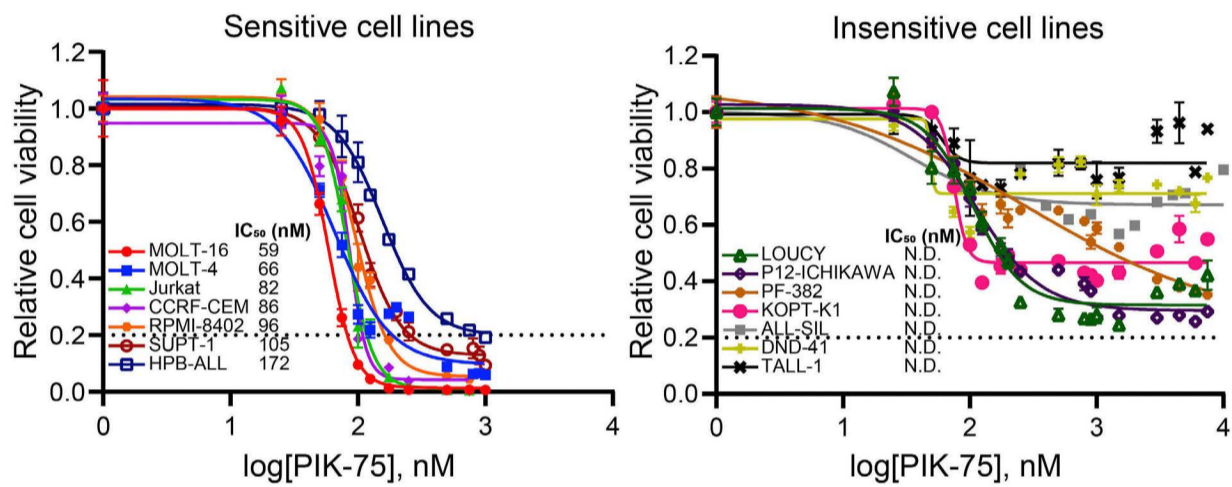 Sensitive cell lines
Relative cell viability
1.2
1.0
0.8
0.6
0.4
0.2
0.0
IC₅₀ (nM)
MOLT-16 59
MOLT-4 66
Jurkat 82
CCRF-CEM 86
RPMI-8402 96
SUPT-1 105
HPB-ALL 172
0 1 2 3 4
log[PIK-75], nM
Insensitive cell lines
Relative cell viability
1.2
1.0
0.8
0.6
0.4
0.2
0.0
IC₅₀ (nM)
LOUCY N.D.
P12-ICHIKAWA N.D.
PF-382 N.D.
KOPT-K1 N.D.
ALL-SIL N.D.
DND-41 N.D.
TALL-1 N.D.
0 1 2 3 4
log[PIK-75], nM